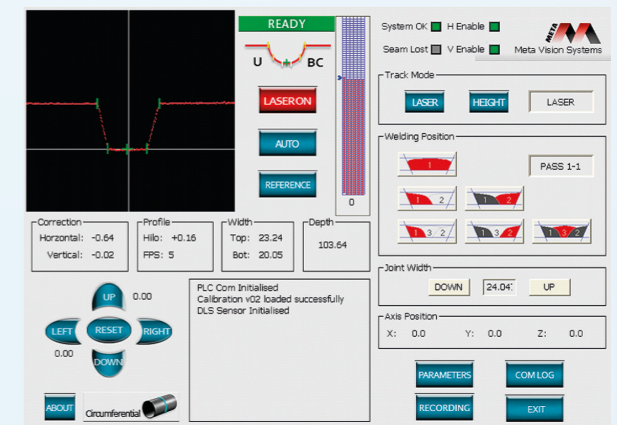 READY
U BC
LASER ON
AUTO
REFERENCE
0
System OK H Enable
Seam Lost V Enable
META
Meta Vision Systems
Track Mode
LASER HEIGHT LASER
Welding Position
1 PASS 1-1
1 2 1 2
1 3 2 1 3 2 1 3 2
Correction
Horzontal: -0.64
Vertical: -0.02
Profile
Hilo: +0.16
FPS: 5
Width
Top: 23.24
Bot: 20.05
Depth
103.64
Joint Width
DOWN 24.04 UP
Axis Position
X: 0.0 Y: 0.0 Z: 0.0
UP 0.00
LEFT RESET RIGHT
0.00
DOWN
PLC Com Initialised
Calibration v02 loaded successfully
DLS Sensor Initialised
ABOUT Circumferential
PARAMETERS COM LOG
RECORDING EXIT